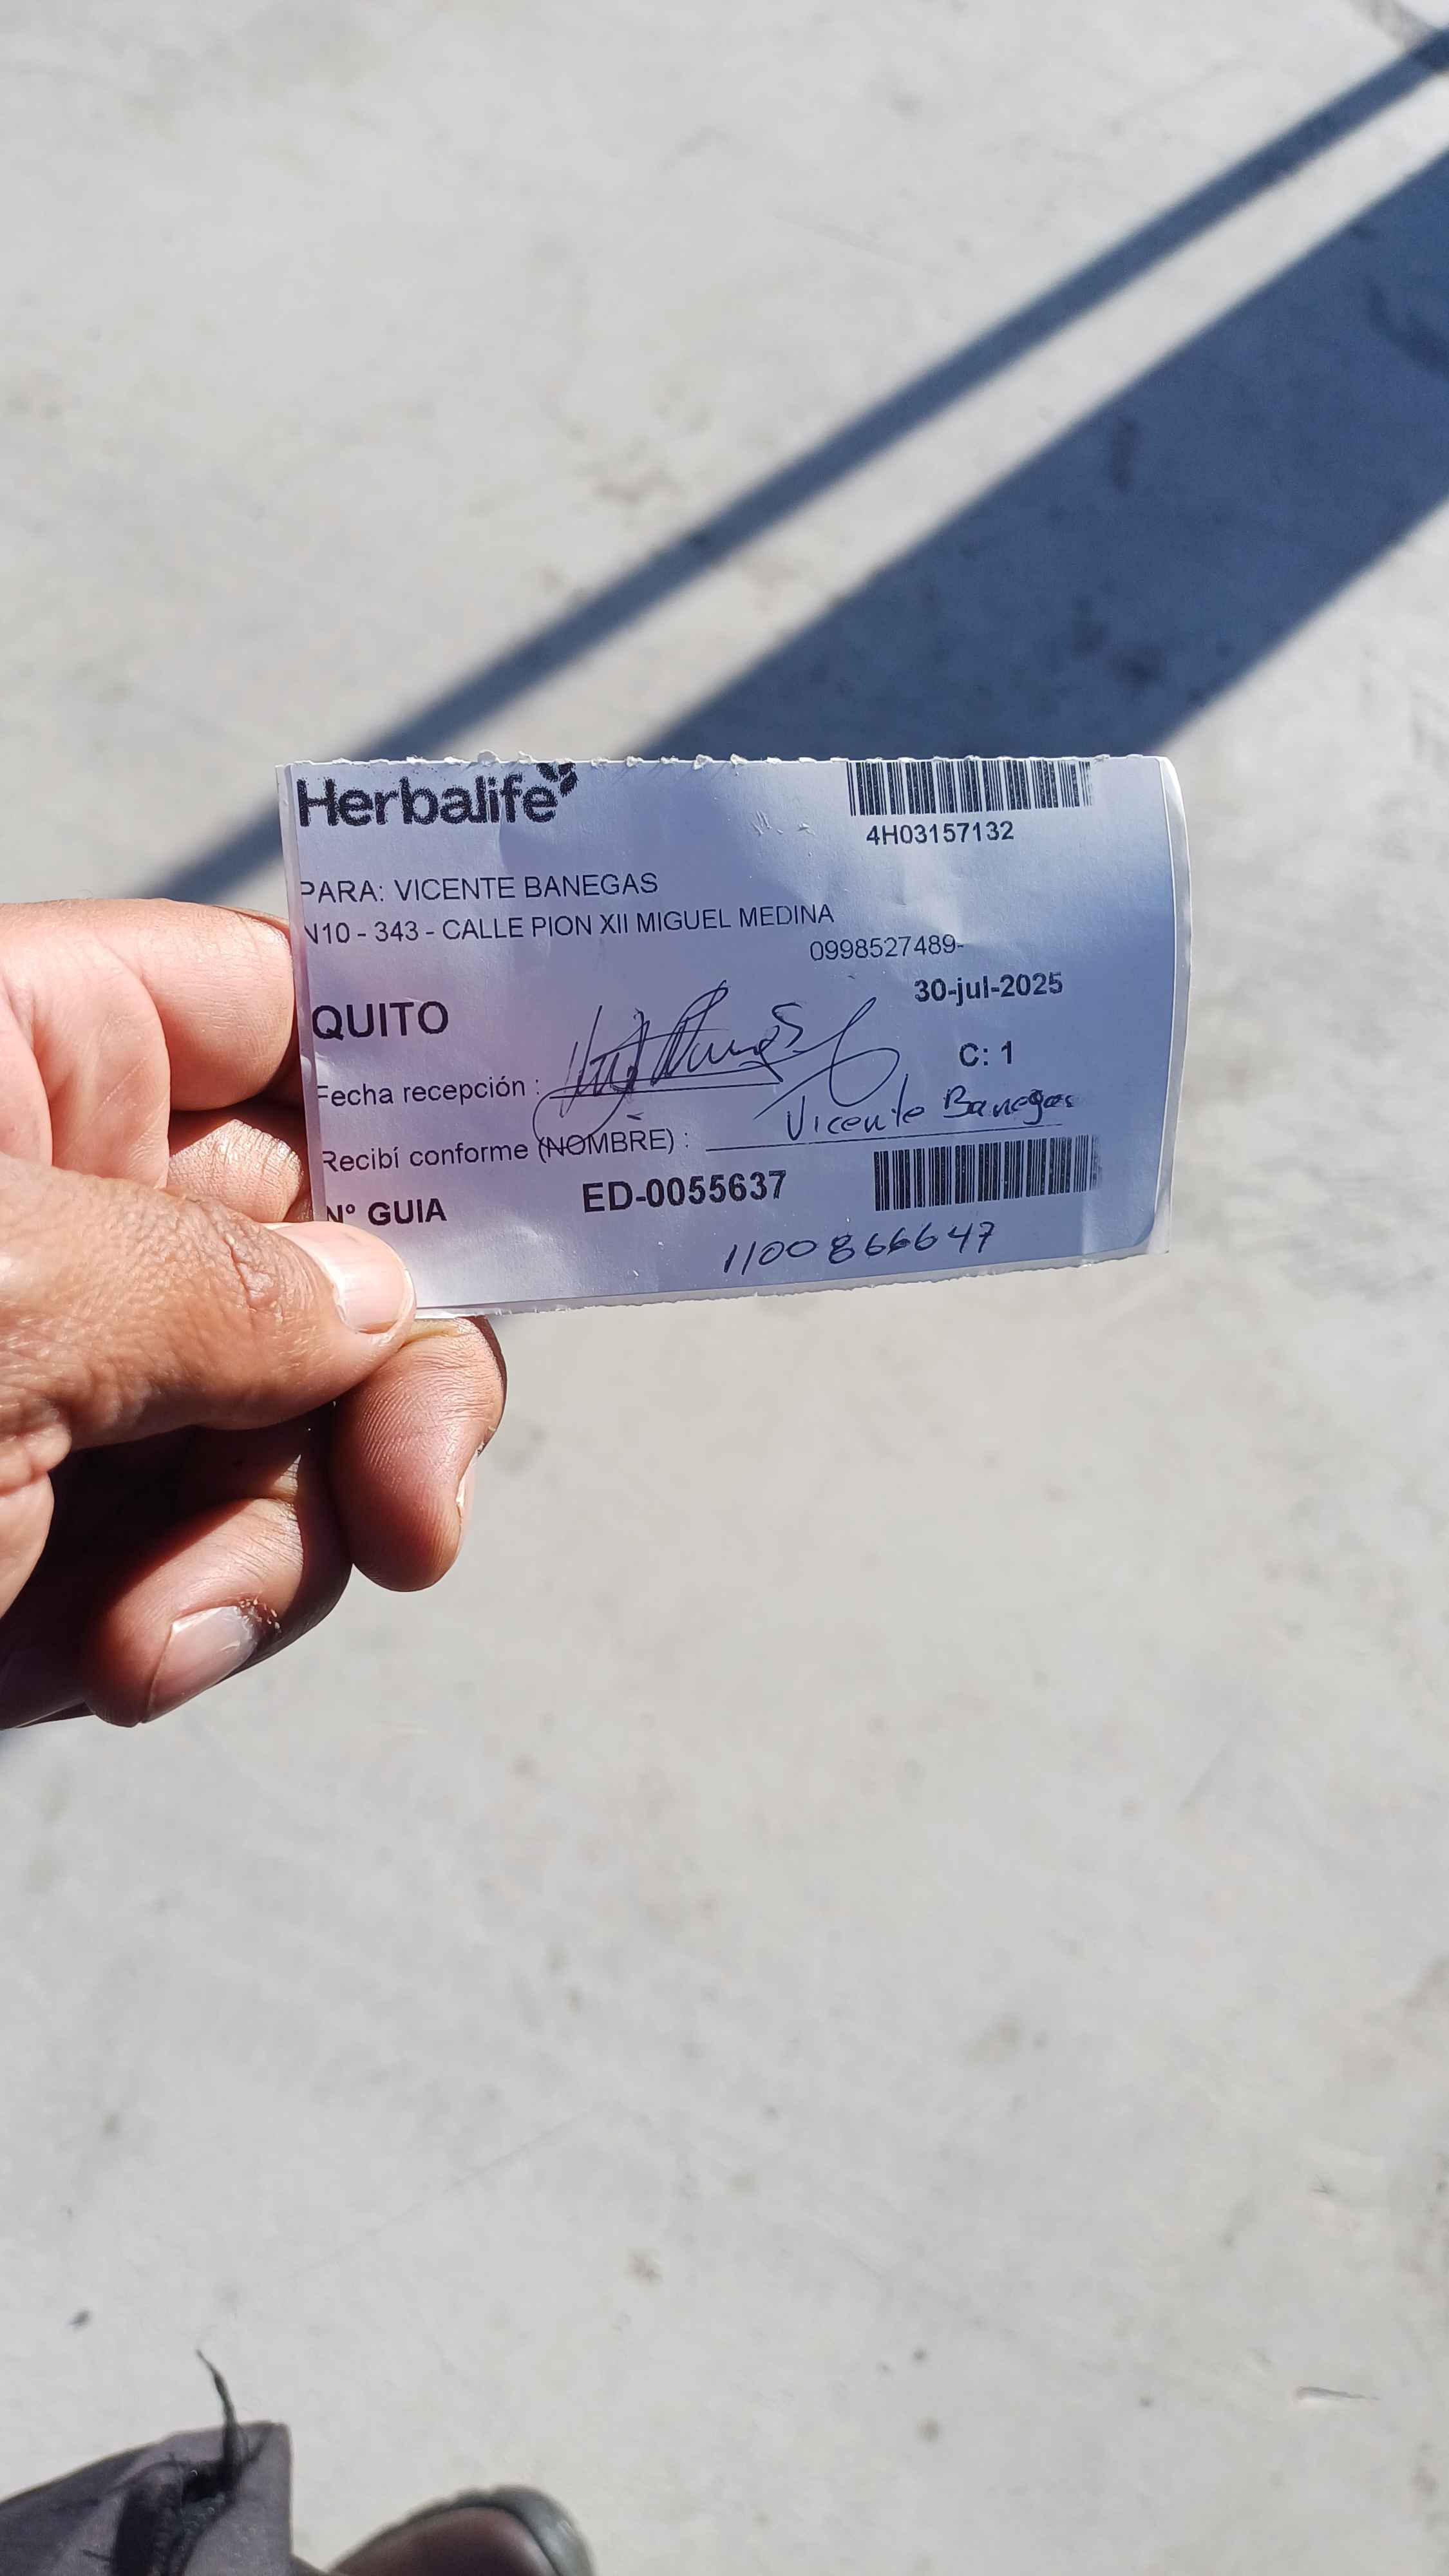 Herbalife
4H03157132
PARA: VICENTE BANEGAS
N10 - 343 - CALLE PION XII MIGUEL MEDINA
0998527489-
30-jul-2025
QUITO
C: 1
Fecha recepción :
Vicente Banegas
Recibí conforme (NOMBRE) :
Nº GUIA ED-0055637
1100866647